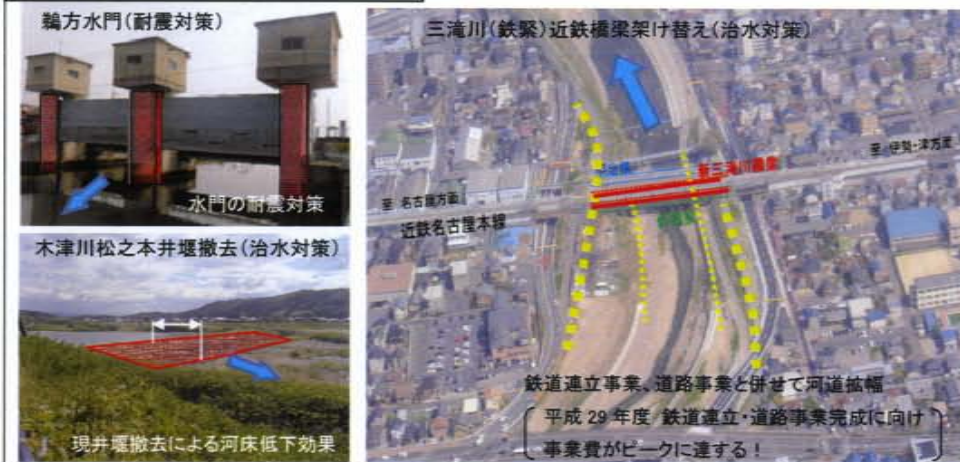 鵜方水門(耐震対策)
水門の耐震対策
木津川松之本井堰撤去(治水対策)
現井堰撤去による河床低下効果
三滝川(鉄緊)近鉄橋梁架け替え(治水対策)
至 伊勢・津方面
新三滝川橋梁
至 名古屋方面
近鉄名古屋本線
鉄道連立事業、道路事業と併せて河道拡幅
平成29年度 鉄道連立・道路事業完成に向け
事業費がピークに達する!